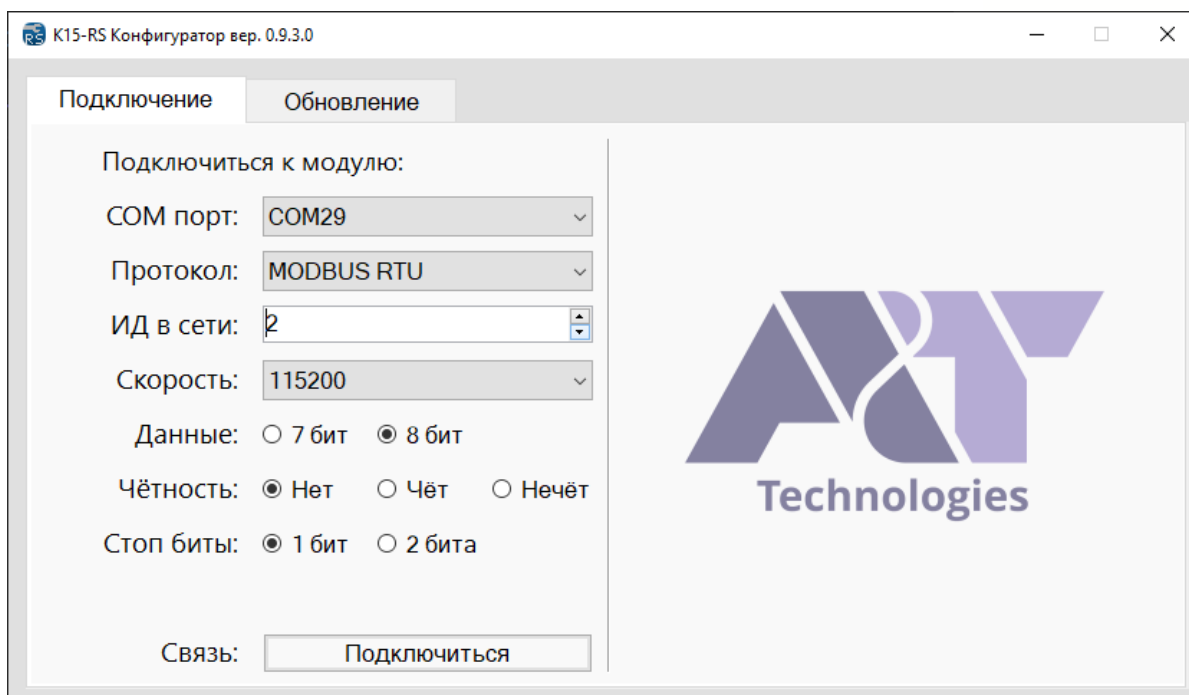 K15-RS Конфигуратор вер. 0.9.3.0
Подключение Обновление
Подключиться к модулю:
COM порт: COM29
Протокол: MODBUS RTU
ИД в сети: 2
Скорость: 115200
Данные: 7 бит 8 бит
Чётность: Нет Чёт Нечёт
Стоп биты: 1 бит 2 бита
Связь: Подключиться
A&T
Technologies